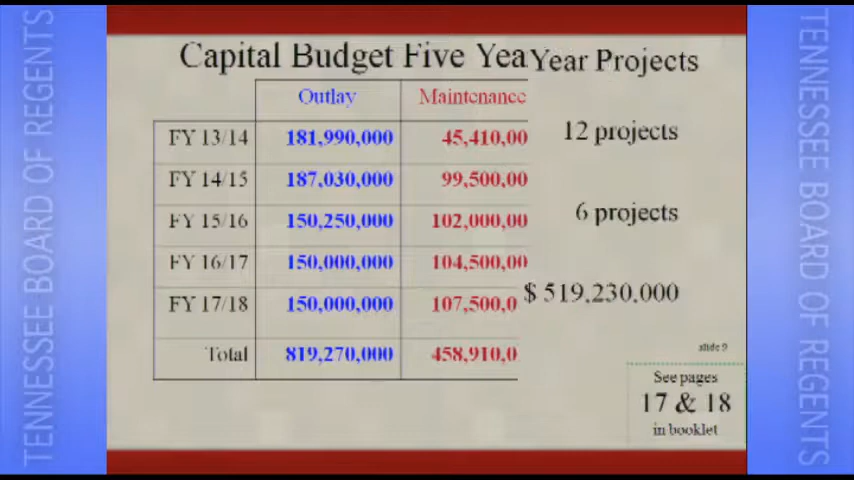 TENNESSEE BOARD OF REGENTS
Capital Budget Five Yea
Year Projects
Outlay Maintenance
FY 13/14 181,990,000 45,410,00
12 projects
FY 14/15 187,030,000 99,500,00
FY 15/16 150,250,000 102,000,00
6 projects
FY 16/17 150,000,000 104,500,00
FY 17/18 150,000,000 107,500,0
$ 519,230,000
Total 819,270,000 458,910,0
slide 9
See pages
17 & 18
in booklet
TENNESSEE BOARD OF REGENTS